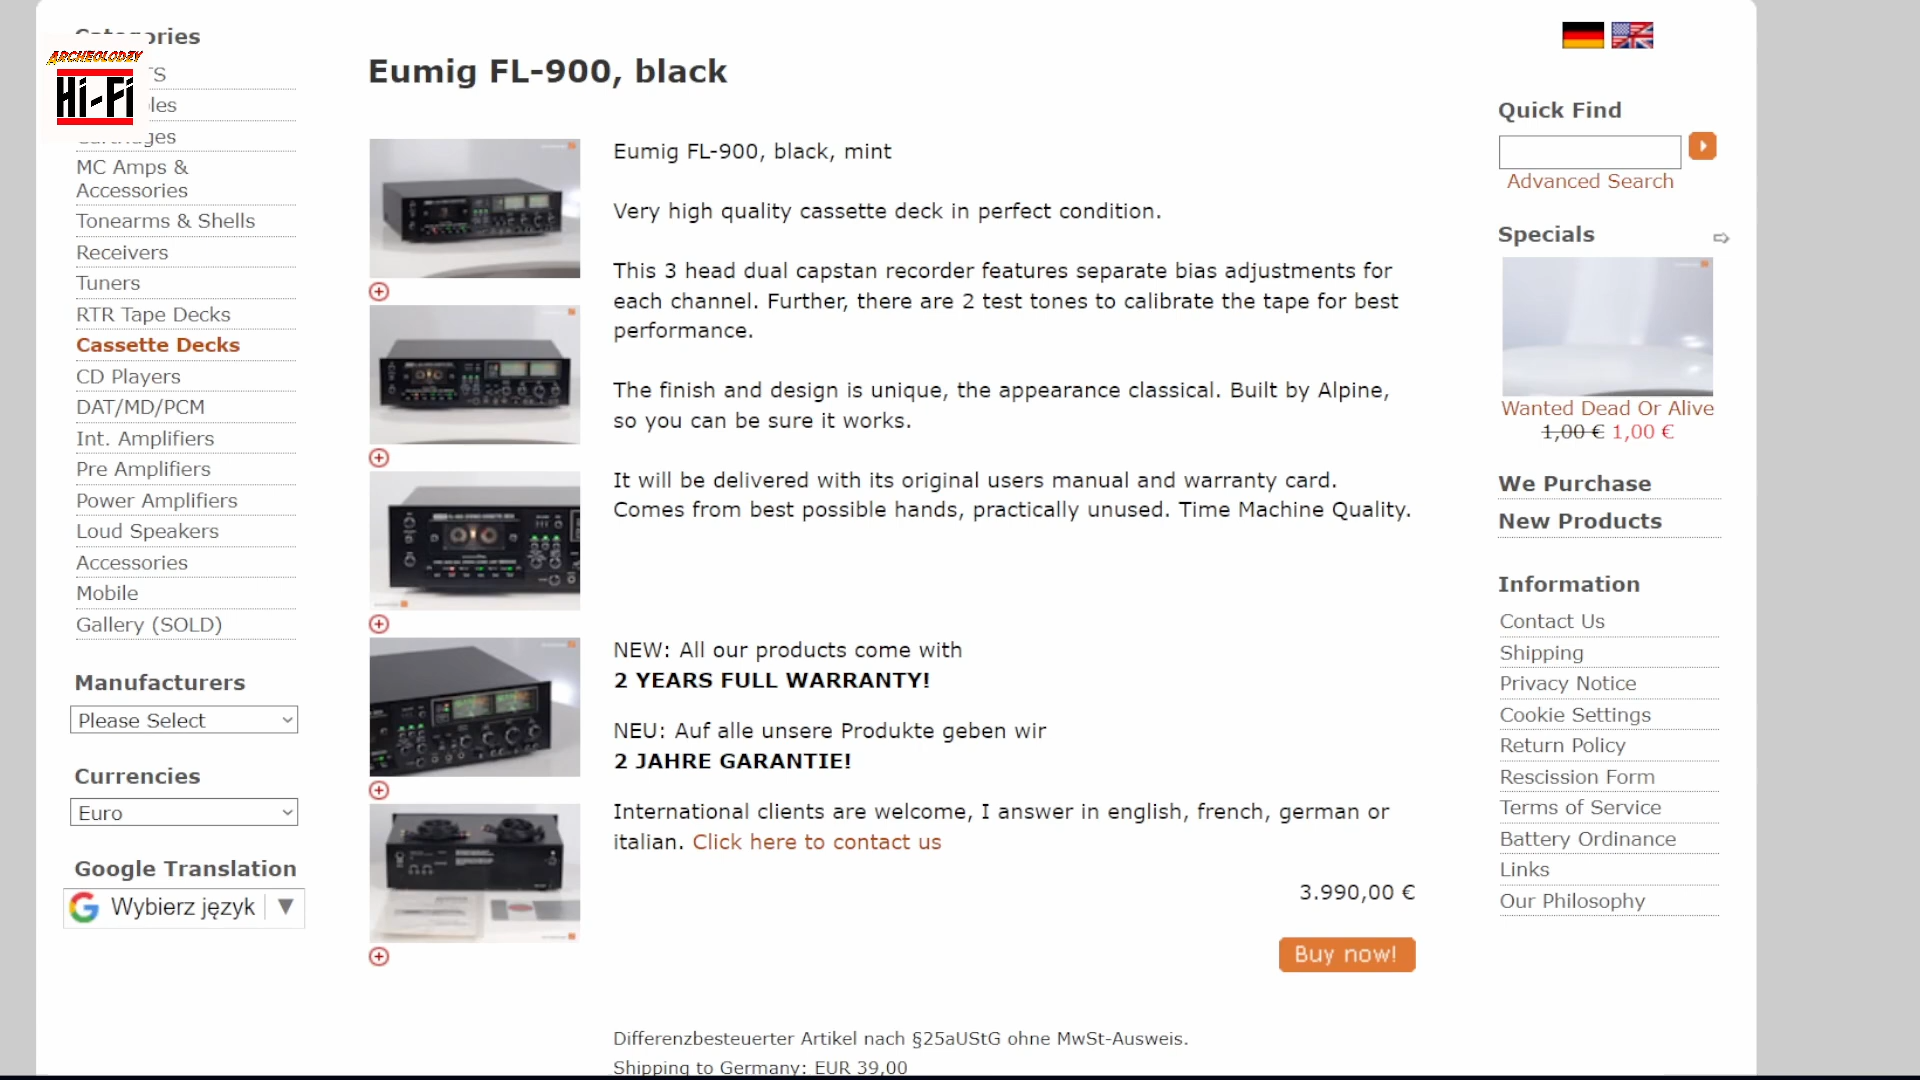 Categories
ARCHEOLODZY
Hi-Fi
MC Amps &
Accessories
Tonearms & Shells
Receivers
Tuners
RTR Tape Decks
Cassette Decks
CD Players
DAT/MD/PCM
Int. Amplifiers
Pre Amplifiers
Power Amplifiers
Loud Speakers
Accessories
Mobile
Gallery (SOLD)
Manufacturers
Please Select
Currencies
Euro
Google Translation
Wybierz język
Eumig FL-900, black
Eumig FL-900, black, mint
Very high quality cassette deck in perfect condition.
This 3 head dual capstan recorder features separate bias adjustments for
each channel. Further, there are 2 test tones to calibrate the tape for best
performance.
The finish and design is unique, the appearance classical. Built by Alpine,
so you can be sure it works.
It will be delivered with its original users manual and warranty card.
Comes from best possible hands, practically unused. Time Machine Quality.
NEW: All our products come with
2 YEARS FULL WARRANTY!
NEU: Auf alle unsere Produkte geben wir
2 JAHRE GARANTIE!
International clients are welcome, I answer in english, french, german or
italian. Click here to contact us
3.990,00 €
Buy now!
Differenzbesteuerter Artikel nach §25aUStG ohne MwSt-Ausweis.
Shipping to Germany: EUR 39,00
Quick Find
Advanced Search
Specials
Wanted Dead Or Alive
1,00 € 1,00 €
We Purchase
New Products
Information
Contact Us
Shipping
Privacy Notice
Cookie Settings
Return Policy
Rescission Form
Terms of Service
Battery Ordinance
Links
Our Philosophy